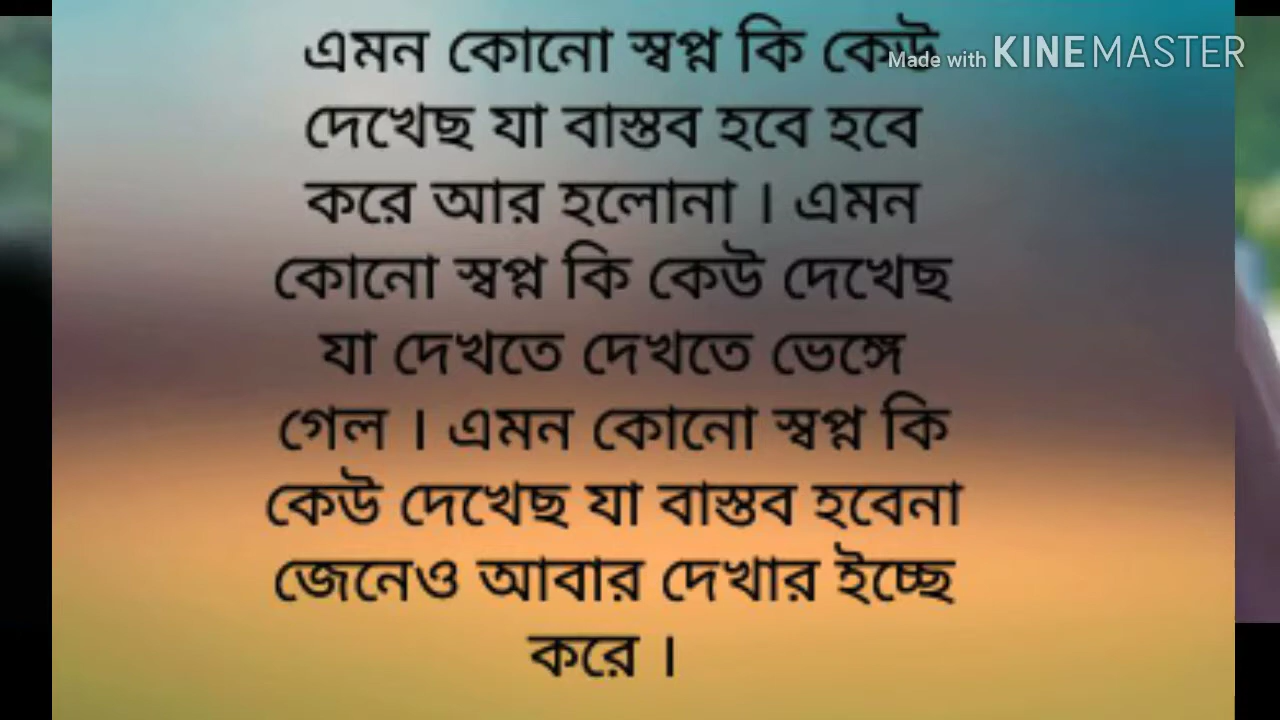 এমন কোনো স্বপ্ন কি কেউ
Made with KINEMASTER
দেখেছ যা বাস্তব হবে হবে
করে আর হলোনা । এমন
কোনো স্বপ্ন কি কেউ দেখেছ
যা দেখতে দেখতে ভেঙ্গে
গেল । এমন কোনো স্বপ্ন কি
কেউ দেখেছ যা বাস্তব হবেনা
জেনেও আবার দেখার ইচ্ছে
করে ।